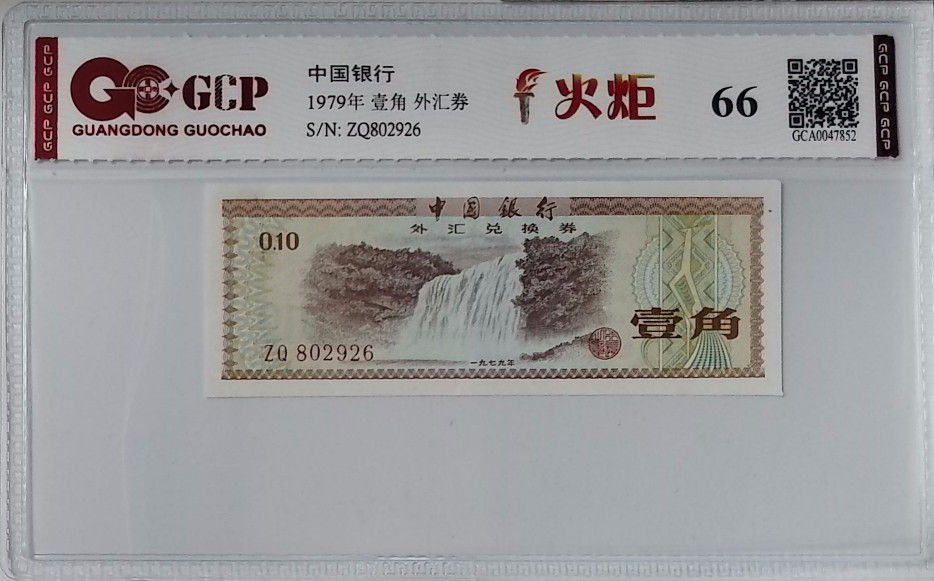 GCP GCP GCP
GCP
GUANGDONG GUOCHAO
中国银行
1979年 壹角 外汇券
S/N: ZQ802926
火炬
66
GCA0047852
GCP GCP GCP
中国银行
外汇兑换券
0.10
壹角
ZQ 802926
一九七九年